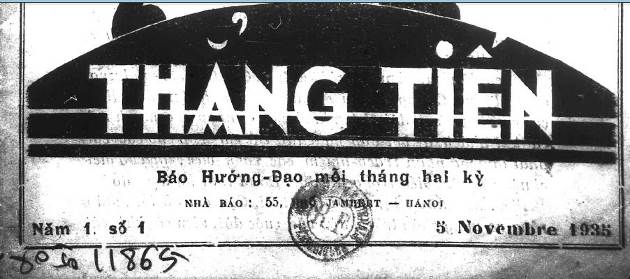 THẲNG TIẾN
Báo Hướng-Đạo mỗi tháng hai kỳ
NHÀ BÁO : 55, JAMBERT — HANOI
Năm 1. số 1
5 Novembre 1935
11865